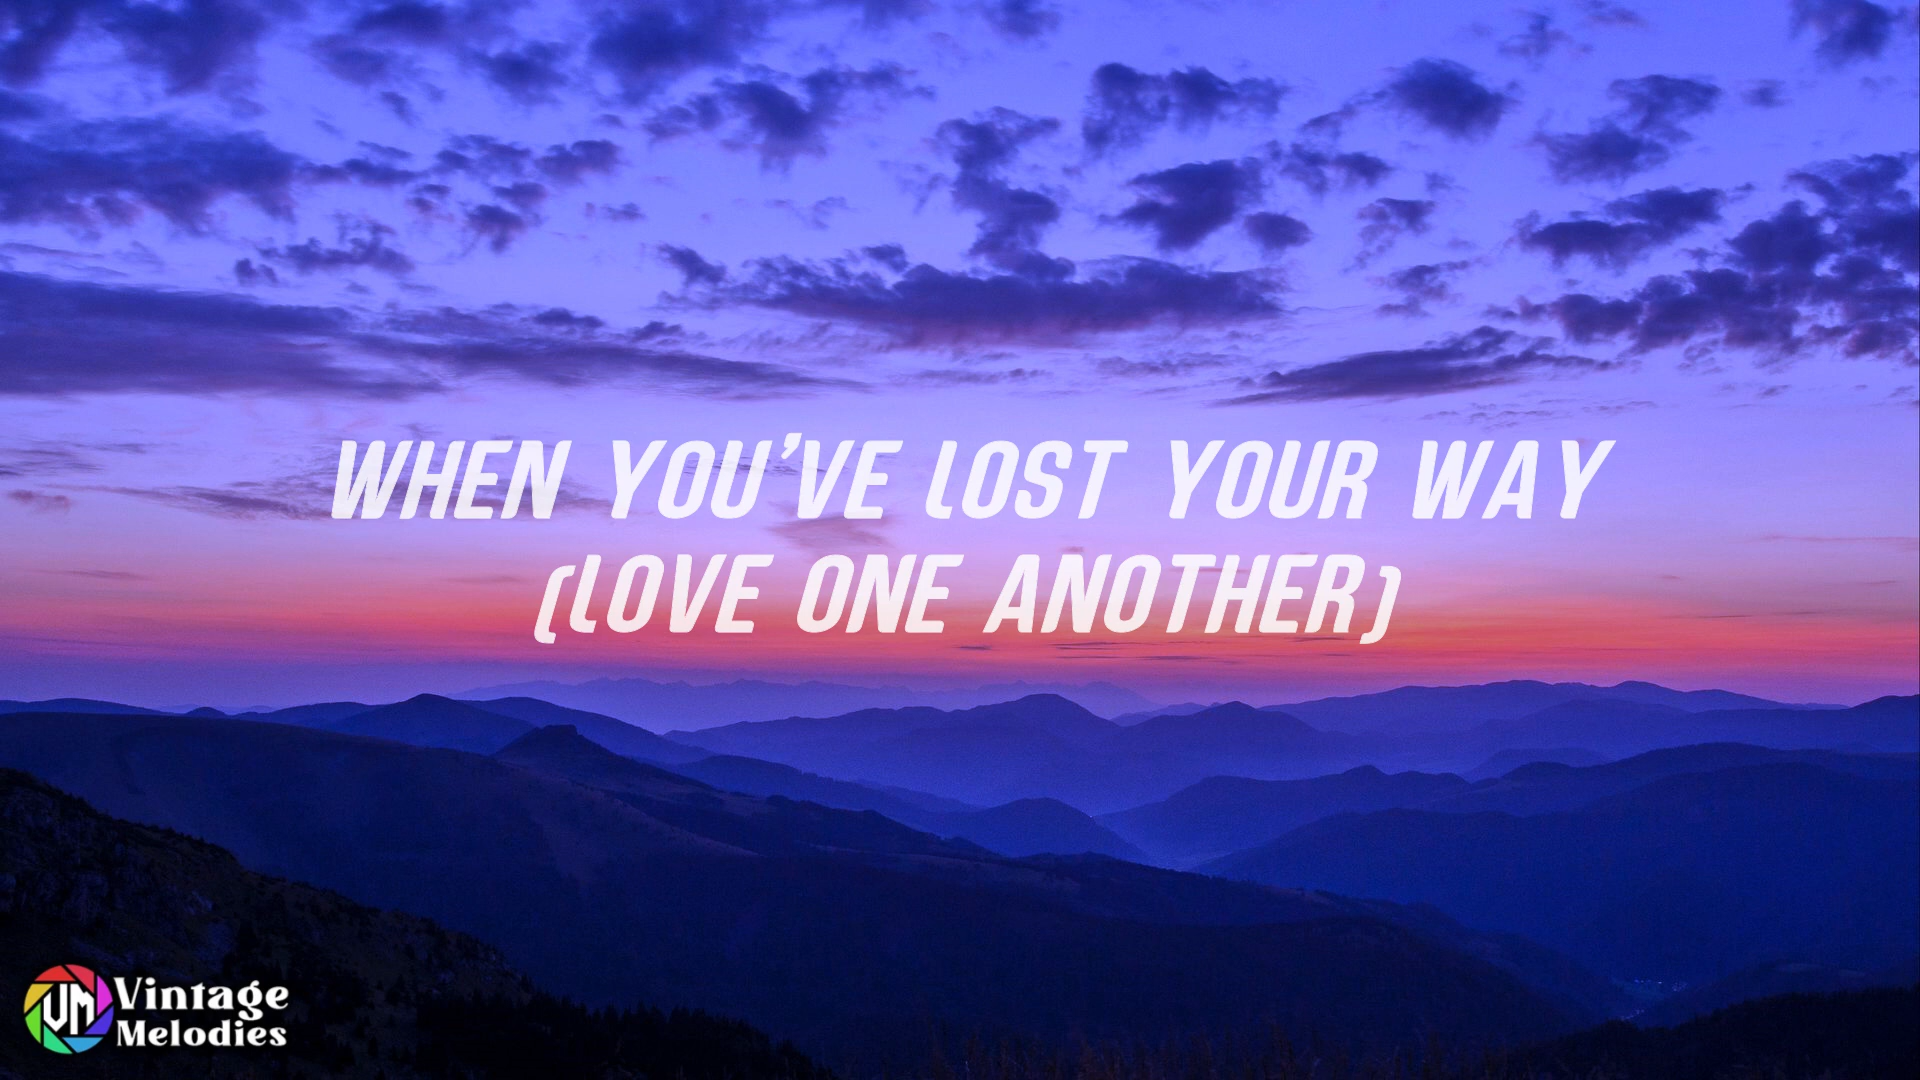 WHEN YOU'VE LOST YOUR WAY
(LOVE ONE ANOTHER)
VM
Vintage
Melodies